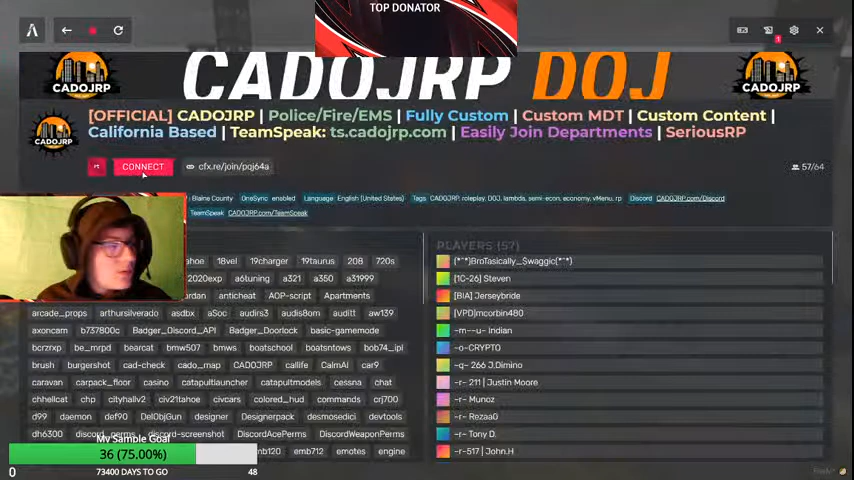 TOP DONATOR
CADOJRP DOJ
CADOJRP
CADOJRP
[OFFICIAL] CADOJRP | Police/Fire/EMS | Fully Custom | Custom MDT | Custom Content |
California Based | TeamSpeak: ts.cadojrp.com | Easily Join Departments | SeriousRP
CADOJRP
CONNECT
cfx.re/join/pqj64a
57/64
: Blaine County OneSync enabled Language English (United States) Tags CADOJRP, roleplay, DOJ, lambda, semi-econ, economy, vMenu, rp Discord CADOJRP.com/Discord
TeamSpeak CADOJRP.com/TeamSpeak
PLAYERS (57)
ahoe 18vel 19charger 19taurus 208 720s
2020exp a6tuning a321 a350 a31999
anticheat AOP-script Apartments
arcade_props arthursilverado asdbx aSoc audirs3 audis8om auditt aw139
axoncam b737800c Badger_Discord_API Badger_Doorlock basic-gamemode
bcrzrxp be_mrpd bearcat bmw507 bmws boatschool boatsntows bob74_ipl
brush burgershot cad-check cado_map CADOJRP callife CalmAI car9
caravan carpack_floor casino catapultlauncher catapultmodels cessna chat
chhellcat chp cityhallv2 civ21tahoe civcars colored_hud commands crj700
d99 daemon def90 DelObjGun designer Designerpack desmosedici devtools
dh6300 discord_perms discord-screenshot DiscordAcePerms DiscordWeaponPerms
emb120 emb712 emotes engine
(*^*)BroTasically_Swaggic(*^*)
[1C-26] Steven
[BIA] Jerseybride
[VPD]mcorbin480
-m--u- Indian
-o-CRYPTO
-q- 266 J.Dimino
-r- 211 | Justin Moore
-r- Munoz
-r- RezaaG
-r- Tony D.
-r-517 | John.H
My Sample Goal
36 (75.00%)
0
73400 DAYS TO GO
48